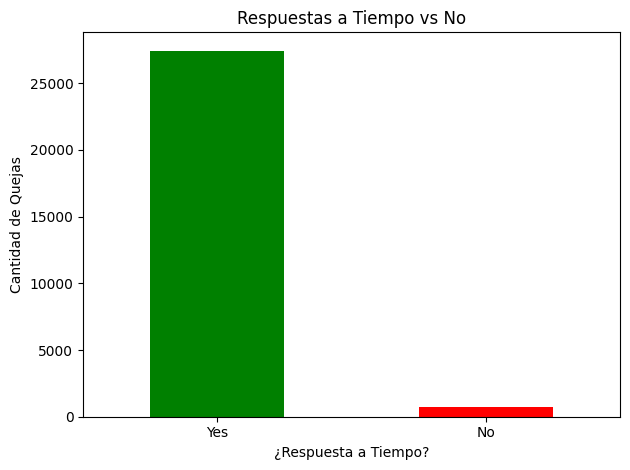 Respuestas a Tiempo vs No
Cantidad de Quejas
25000
20000
15000
10000
5000
0
Yes
No
¿Respuesta a Tiempo?